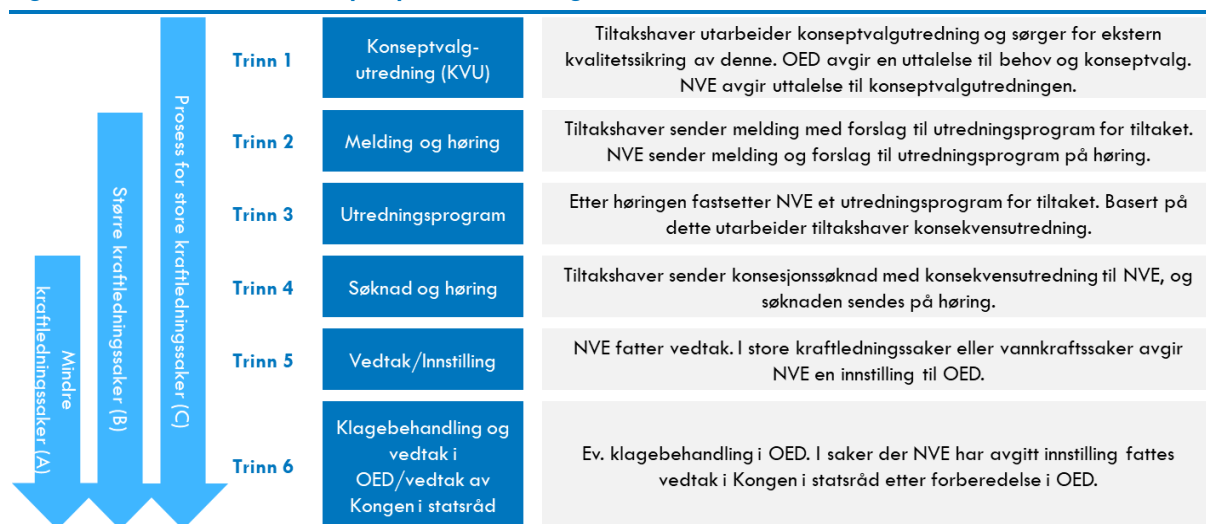 Prosess for store kraftledningssaker (C)
Større kraftledningssaker (B)
Mindre
kraftledningssaker (A)
Trinn 1
Konseptvalg-
utredning (KVU)
Tiltakshaver utarbeider konseptvalgutredning og sørger for ekstern
kvalitetssikring av denne. OED avgir en uttalelse til behov og konseptvalg.
NVE avgir uttalelse til konseptvalgutredningen.
Trinn 2
Melding og høring
Tiltakshaver sender melding med forslag til utredningsprogram for tiltaket.
NVE sender melding og forslag til utredningsprogram på høring.
Trinn 3
Utredningsprogram
Etter høringen fastsetter NVE et utredningsprogram for tiltaket. Basert på
dette utarbeider tiltakshaver konsekvensutredning.
Trinn 4
Søknad og høring
Tiltakshaver sender konsesjonssøknad med konsekvensutredning til NVE, og
søknaden sendes på høring.
Trinn 5
Vedtak/Innstilling
NVE fatter vedtak. I store kraftledningssaker eller vannkraftssaker avgir
NVE en innstilling til OED.
Trinn 6
Klagebehandling og
vedtak i
OED/vedtak av
Kongen i statsråd
Ev. klagebehandling i OED. I saker der NVE har avgitt innstilling fattes
vedtak i Kongen i statsråd etter forberedelse i OED.